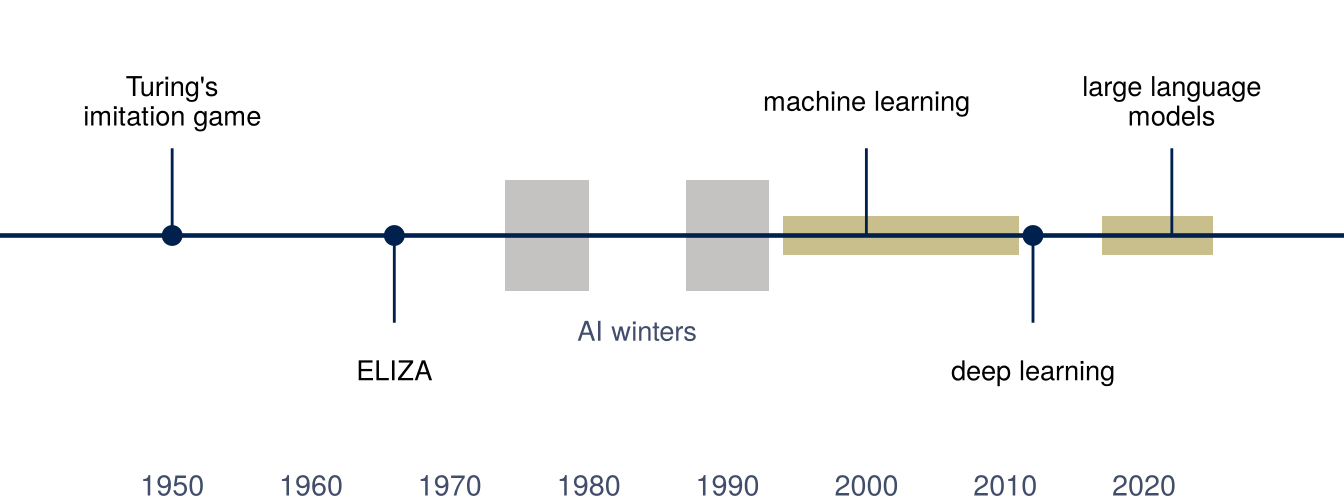 Turing's
imitation game
machine learning
large language
models
AI winters
ELIZA
deep learning
1950 1960 1970 1980 1990 2000 2010 2020